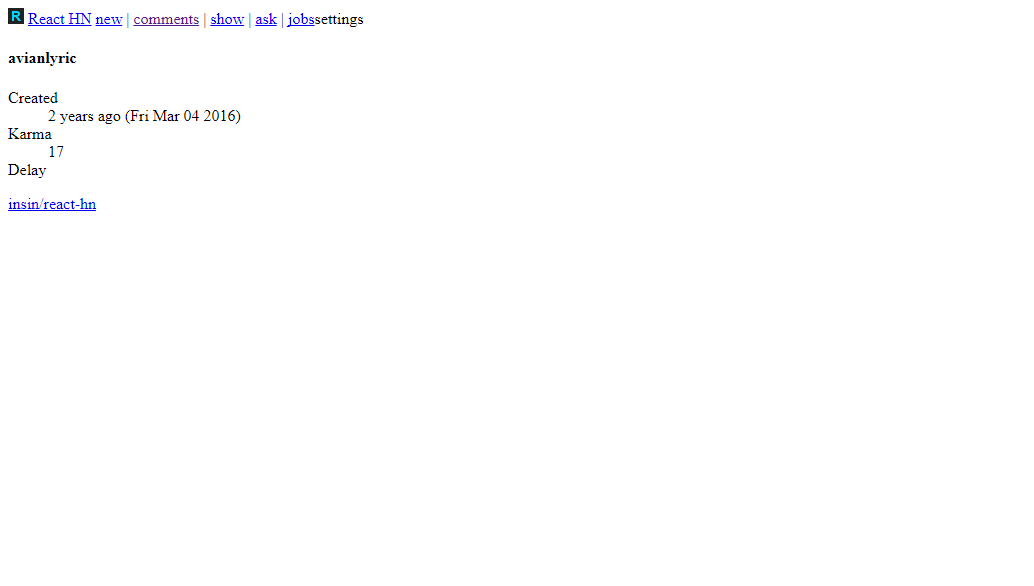 R React HN new | comments | show | ask | jobssettings
avianlyric
Created
2 years ago (Fri Mar 04 2016)
Karma
17
Delay
insin/react-hn